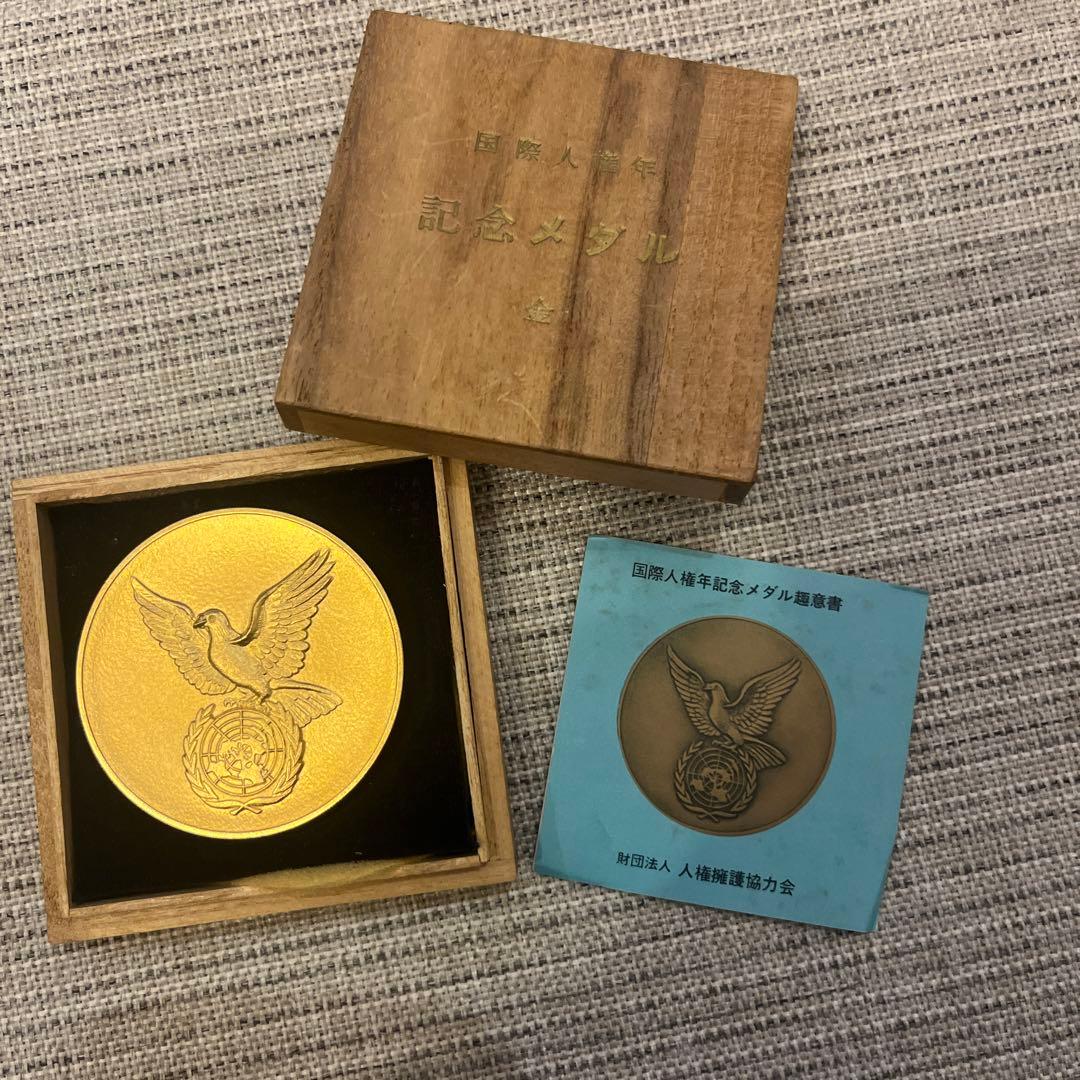 国際人権年
記念メダル
金
国際人権年記念メダル趣意書
財団法人 人権擁護協力会